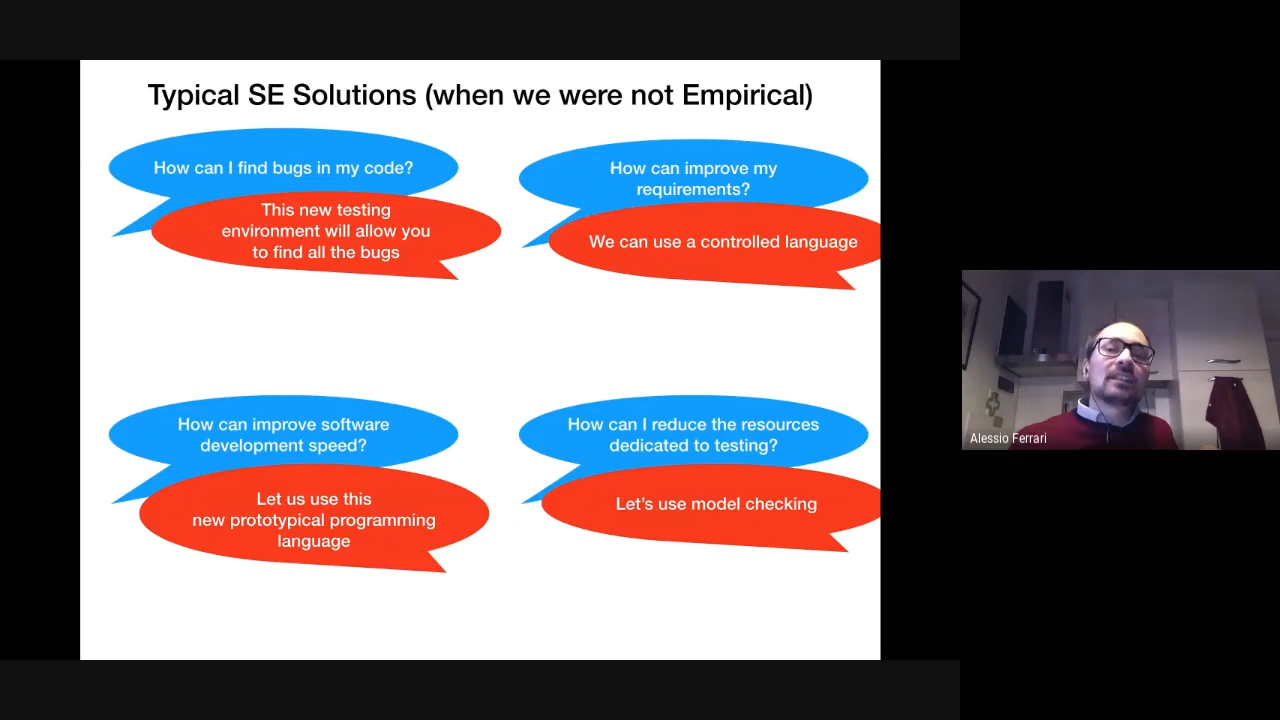 Typical SE Solutions (when we were not Empirical)
How can I find bugs in my code?
This new testing
environment will allow you
to find all the bugs
How can improve my
requirements?
We can use a controlled language
How can improve software
development speed?
Let us use this
new prototypical programming
language
How can I reduce the resources
dedicated to testing?
Let's use model checking
Alessio Ferrari